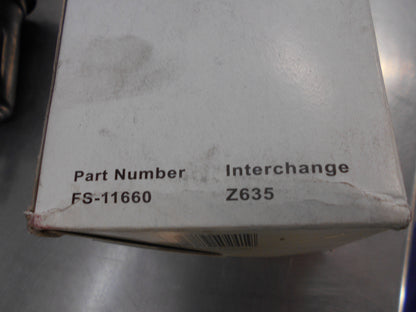 Part Number Interchange
FS-11660 Z635